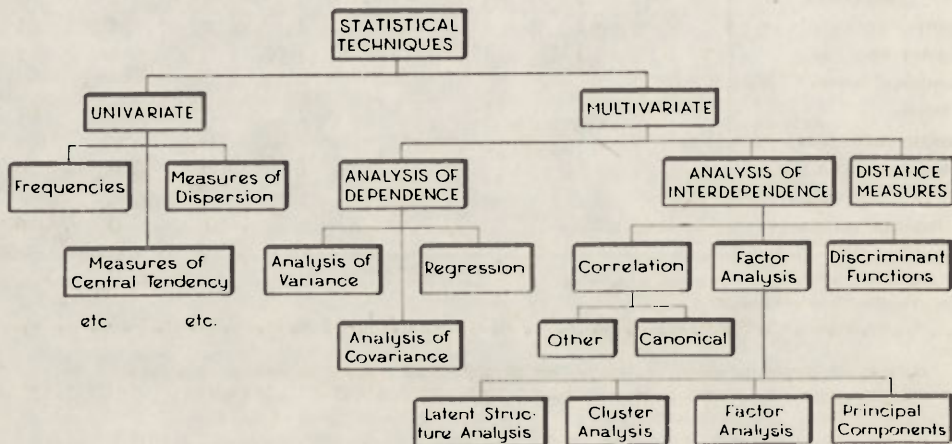 STATISTICAL
TECHNIQUES
UNIVARIATE
MULTIVARIATE
Frequencies
Measures of
Dispersion
ANALYSIS OF
DEPENDENCE
ANALYSIS OF
INTERDEPENDENCE
DISTANCE
MEASURES
Measures of
Central Tendency
Analysis of
Variance
Regression
Correlation
Factor
Analysis
Discriminant
Functions
etc
etc.
Analysis of
Covariance
Other
Canonical
Latent Struc-
ture Analysis
Cluster
Analysis
Factor
Analysis
Principal
Components